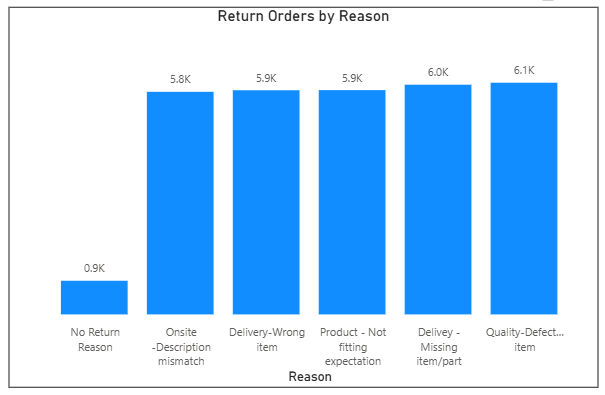 Return Orders by Reason
0.9K
5.8K
5.9K
5.9K
6.0K
6.1K
No Return
Reason
Onsite
-Description
mismatch
Delivery-Wrong
item
Product - Not
fitting
expectation
Delivey -
Missing
item/part
Quality-Defect...
item
Reason